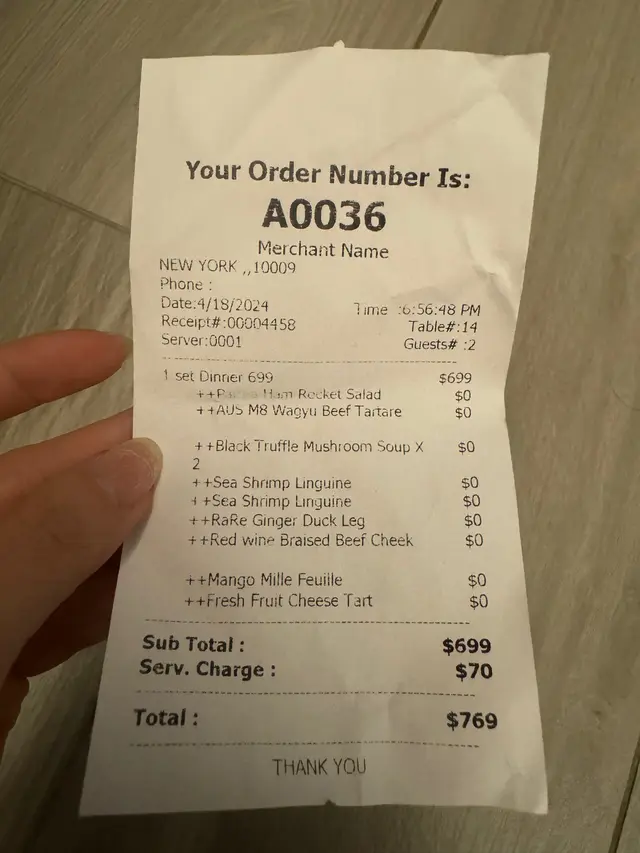 Your Order Number Is:
A0036
Merchant Name
NEW YORK ,,10009
Phone :
Date:4/18/2024 Time :6:56:48 PM
Receipt#:00004458 Table#:14
Server:0001 Guests# :2
1 set Dinner 699 $699
Ham Rocket Salad $0
++AUS M8 Wagyu Beef Tartare $0
++Black Truffle Mushroom Soup X $0
2
++Sea Shrimp Linguine $0
++Sea Shrimp Linguine $0
++RaRe Ginger Duck Leg $0
++Red wine Braised Beef Cheek $0
++Mango Mille Feuille $0
++Fresh Fruit Cheese Tart $0
Sub Total : $699
Serv. Charge : $70
Total : $769
THANK YOU